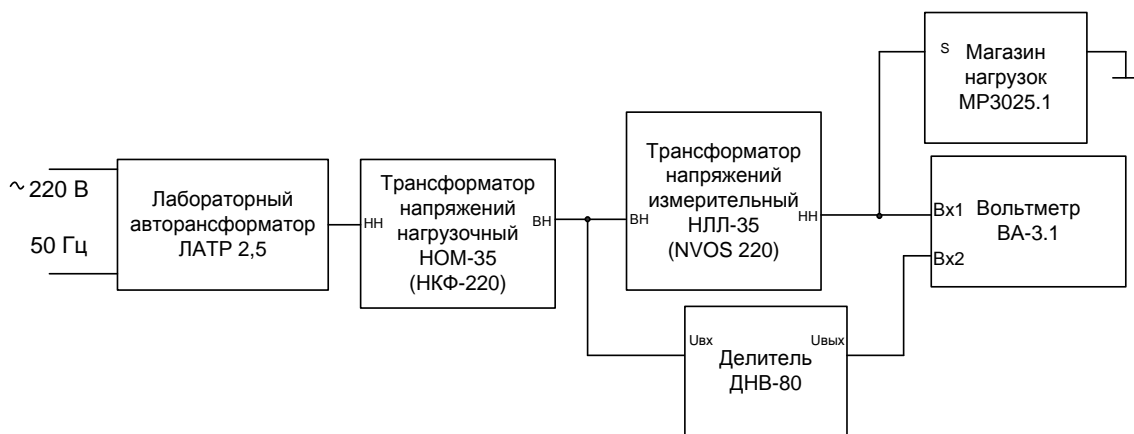 ~ 220 В
50 Гц
Лабораторный
авторансформатор
ЛАТР 2,5
НН
Трансформатор
напряжений
нагрузочный
НОМ-35
(НКФ-220)
ВН
ВН
Трансформатор
напряжений
измерительный
НЛЛ-35
(NVOS 220)
НН
S
Магазин
нагрузок
МР3025.1
Вх1
Вх2
Вольтметр
ВА-3.1
Uвх
Uвых
Делитель
ДНВ-80